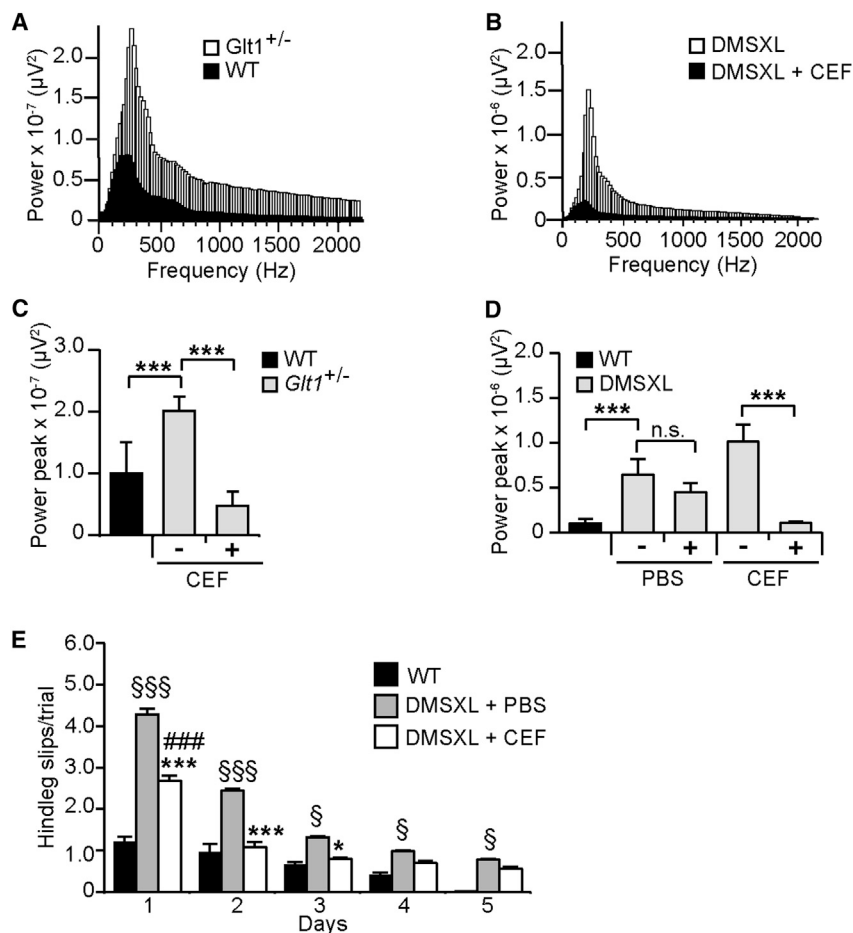 A
Glt1+/-
WT
Power x 10-7 (µV2)
2.0
1.5
1.0
0.5
0
0 500 1000 1500 2000
Frequency (Hz)
B
DMSXL
DMSXL + CEF
Power x 10-6 (µV2)
2.0
1.5
1.0
0.5
0
0 500 1000 1500 2000
Frequency (Hz)
C
WT
Glt1+/-
Power peak x 10-7 (µV2)
3.0
2.0
1.0
0
*** ***
- +
CEF
D
WT
DMSXL
Power peak x 10-6 (µV2)
2.0
1.5
1.0
0.5
0
*** n.s. ***
- + - +
PBS CEF
E
WT
DMSXL + PBS
DMSXL + CEF
Hindleg slips/trial
6.0
5.0
4.0
3.0
2.0
1.0
0
§§§ ### ***
§§§ ***
§ *
§
§
1 2 3 4 5
Days